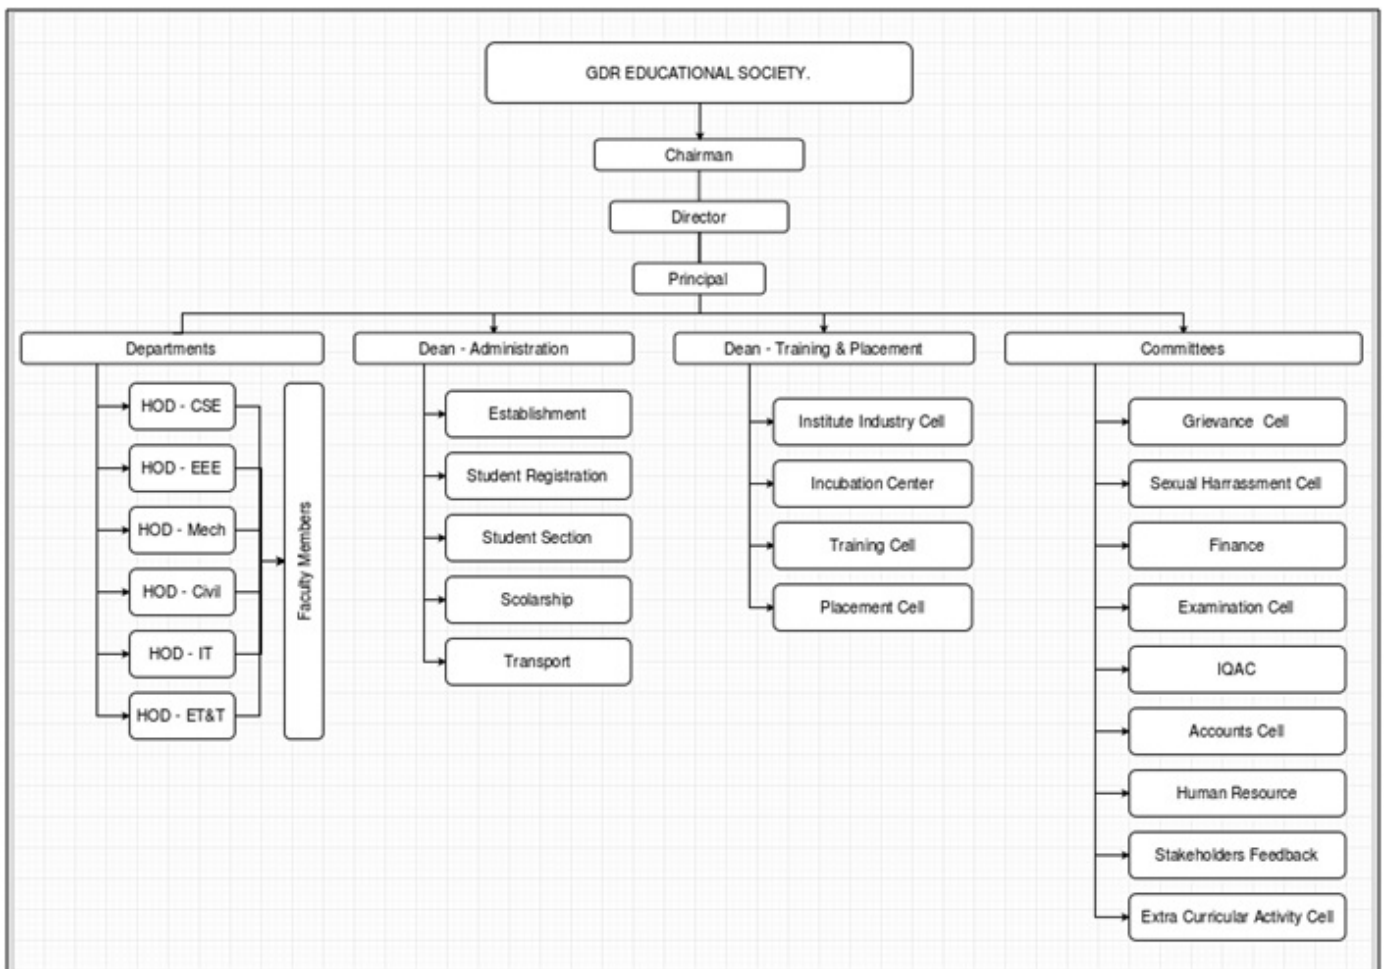 GDR EDUCATIONAL SOCIETY.
Chairman
Director
Principal
Departments
HOD - CSE
HOD - EEE
HOD - Mech
HOD - Civil
HOD - IT
HOD - ET&T
Faculty Members
Dean - Administration
Establishment
Student Registration
Student Section
Scolarship
Transport
Dean - Training & Placement
Institute Industry Cell
Incubation Center
Training Cell
Placement Cell
Committees
Grievance Cell
Sexual Harrassment Cell
Finance
Examination Cell
IQAC
Accounts Cell
Human Resource
Stakeholders Feedback
Extra Curricular Activity Cell